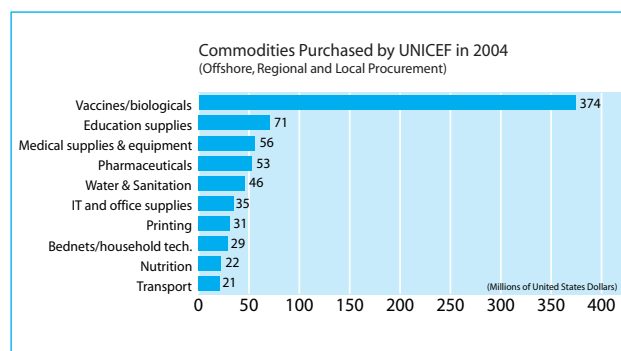 Commodities Purchased by UNICEF in 2004
(Offshore, Regional and Local Procurement)
Vaccines/biologicals 374
Education supplies 71
Medical supplies & equipment 56
Pharmaceuticals 53
Water & Sanitation 46
IT and office supplies 35
Printing 31
Bednets/household tech. 29
Nutrition 22
Transport 21
(Millions of United States Dollars)
0 50 100 150 200 250 300 350 400